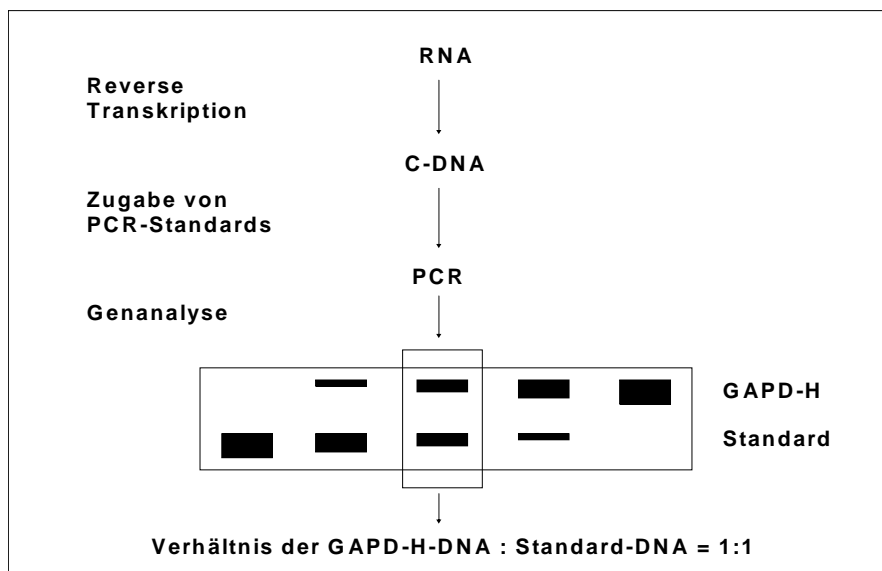 RNA
Reverse
Transkription
C-DNA
Zugabe von
PCR-Standards
PCR
Genanalyse
GAPD-H
Standard
Verhältnis der GAPD-H-DNA : Standard-DNA = 1:1